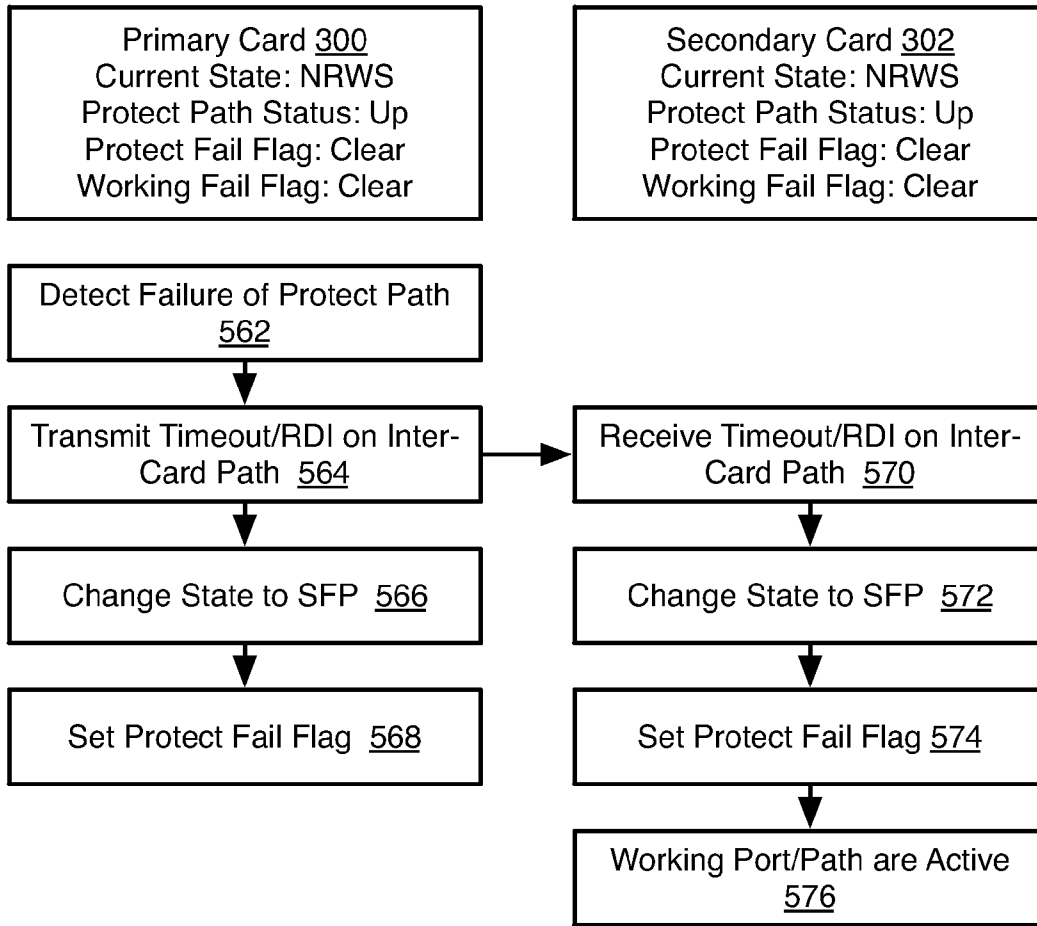 Primary Card 300
Current State: NRWS
Protect Path Status: Up
Protect Fail Flag: Clear
Working Fail Flag: Clear
Secondary Card 302
Current State: NRWS
Protect Path Status: Up
Protect Fail Flag: Clear
Working Fail Flag: Clear
Detect Failure of Protect Path
562
Transmit Timeout/RDI on Inter-
Card Path 564
Receive Timeout/RDI on Inter-
Card Path 570
Change State to SFP 566
Change State to SFP 572
Set Protect Fail Flag 568
Set Protect Fail Flag 574
Working Port/Path are Active
576